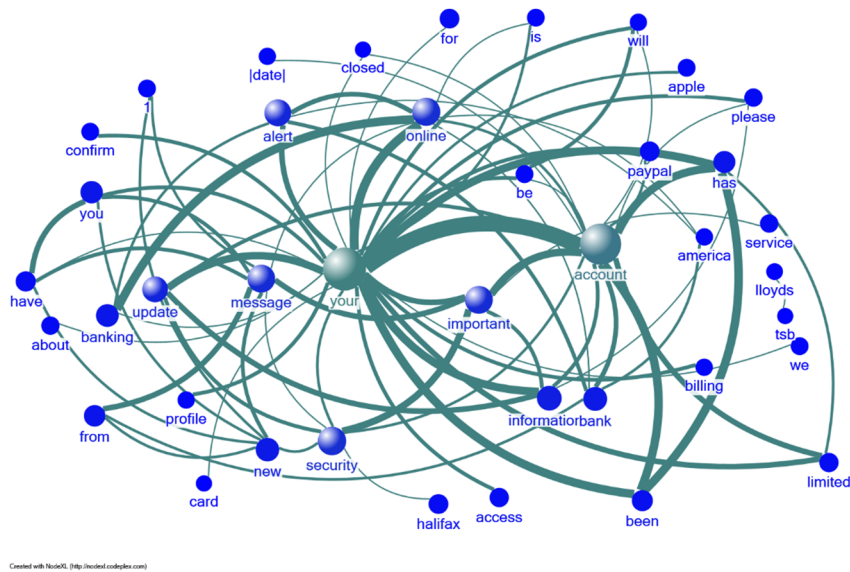 for
is
will
|date|
closed
apple
1
please
alert
online
confirm
paypal
has
be
you
service
america
account
your
message
update
have
lloyds
important
banking
about
tsb
we
billing
profile
informatior
bank
from
security
new
limited
card
halifax
access
been
Created with NodeXL (http://nodexl.codeplex.com)